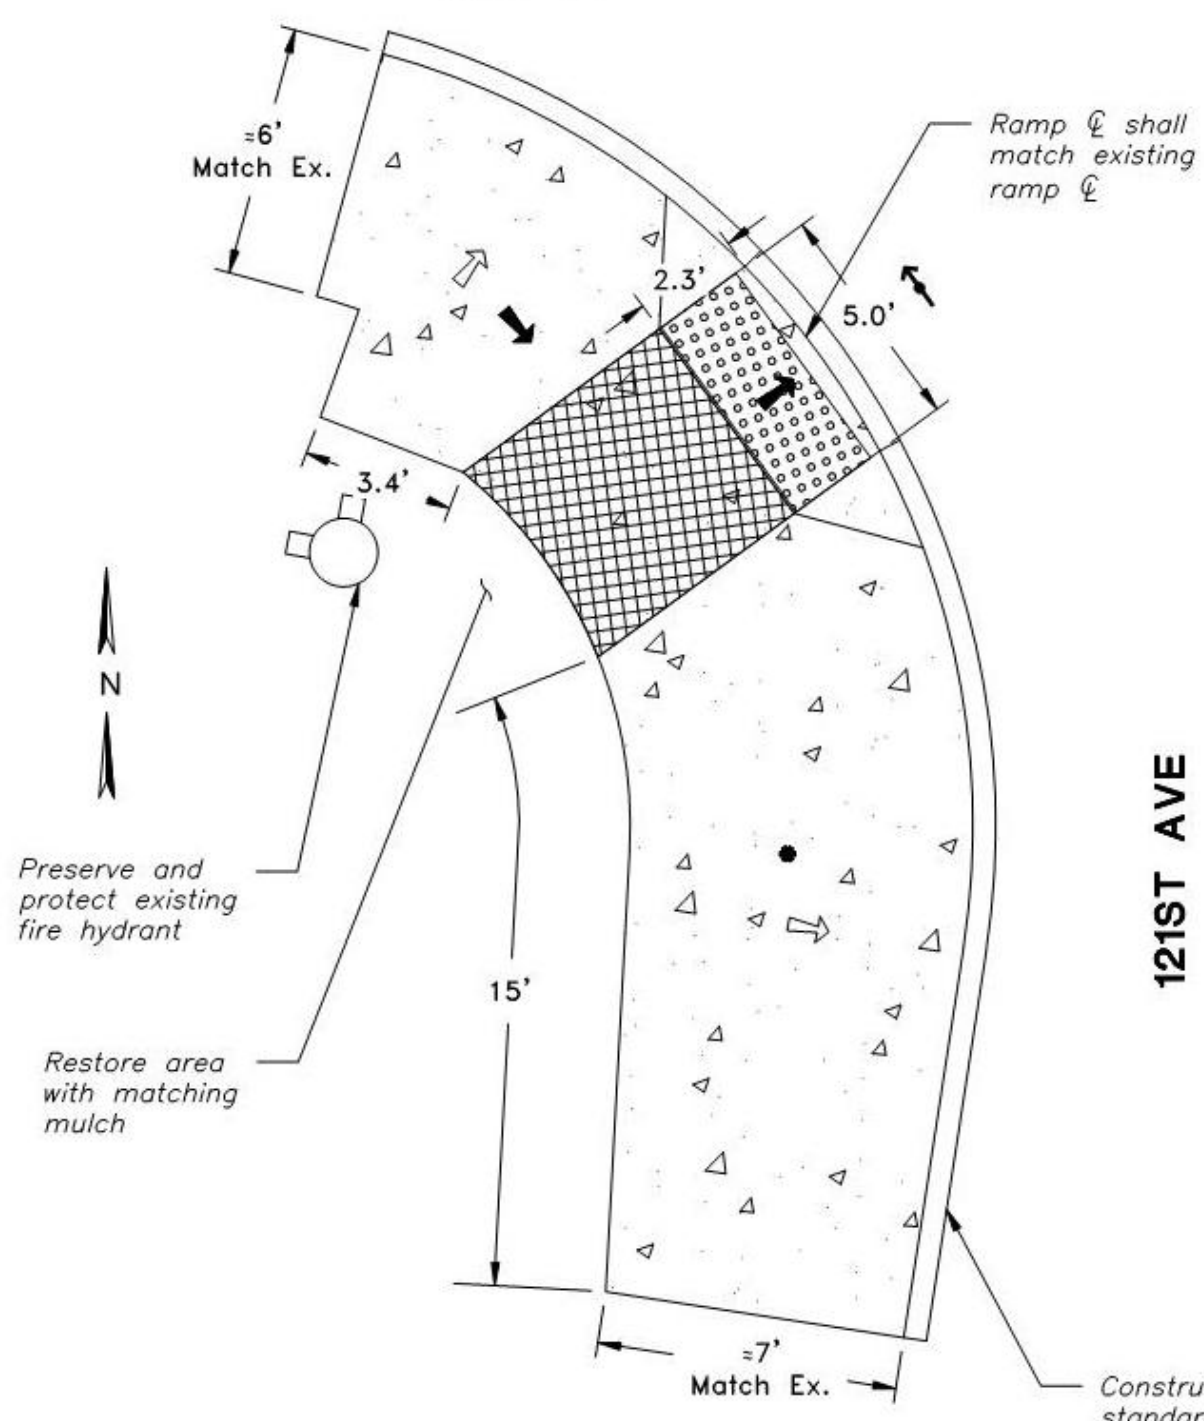 ≈6'
Match Ex.
Ramp ℄ shall
match existing
ramp ℄
2.3'
5.0'
3.4'
N
Preserve and
protect existing
fire hydrant
121ST AVE
15'
Restore area
with matching
mulch
≈7'
Match Ex.
Constru
standar